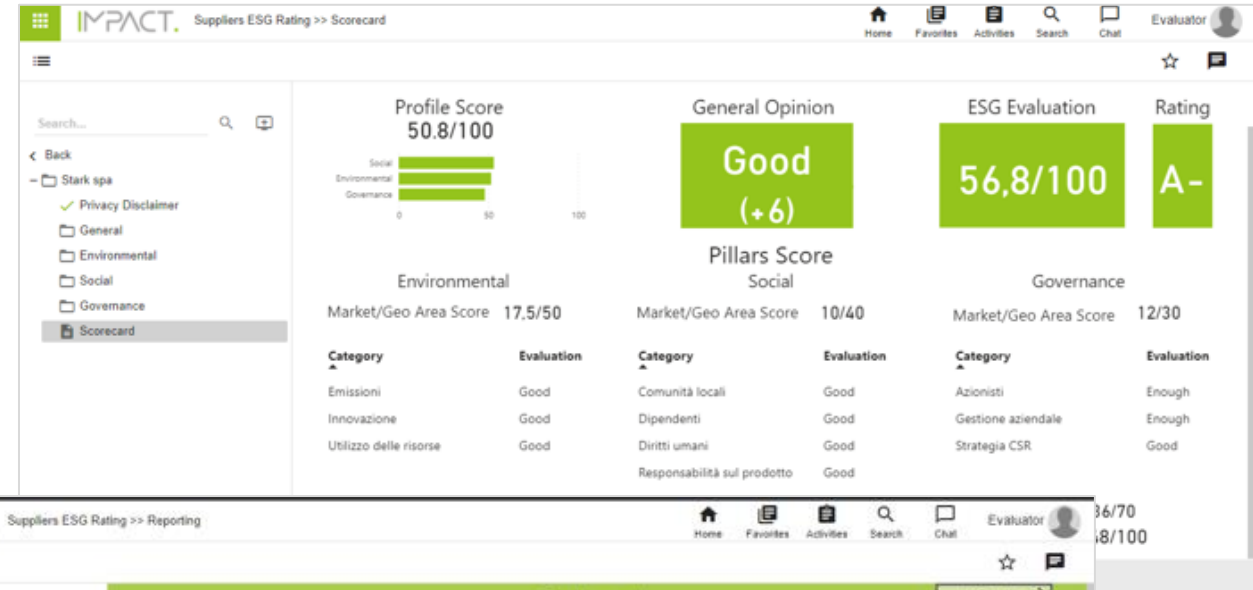 IMPACT. Suppliers ESG Rating >> Scorecard
Home Favorites Activities Search Chat Evaluator
Search...
Back
Stark spa
Privacy Disclaimer
General
Environmental
Social
Governance
Scorecard
Profile Score
50.8/100
Social
Environmental
Governance
0 50 100
General Opinion
Good
(+6)
ESG Evaluation
56,8/100
Rating
A-
Pillars Score
Environmental
Market/Geo Area Score 17,5/50
Category Evaluation
Emissioni Good
Innovazione Good
Utilizzo delle risorse Good
Social
Market/Geo Area Score 10/40
Category Evaluation
Comunità locali Good
Dipendenti Good
Diritti umani Good
Responsabilità sul prodotto Good
Governance
Market/Geo Area Score 12/30
Category Evaluation
Azionisti Enough
Gestione aziendale Enough
Strategia CSR Good
Suppliers ESG Rating >> Reporting
Home Favorites Activities Search Chat Evaluator